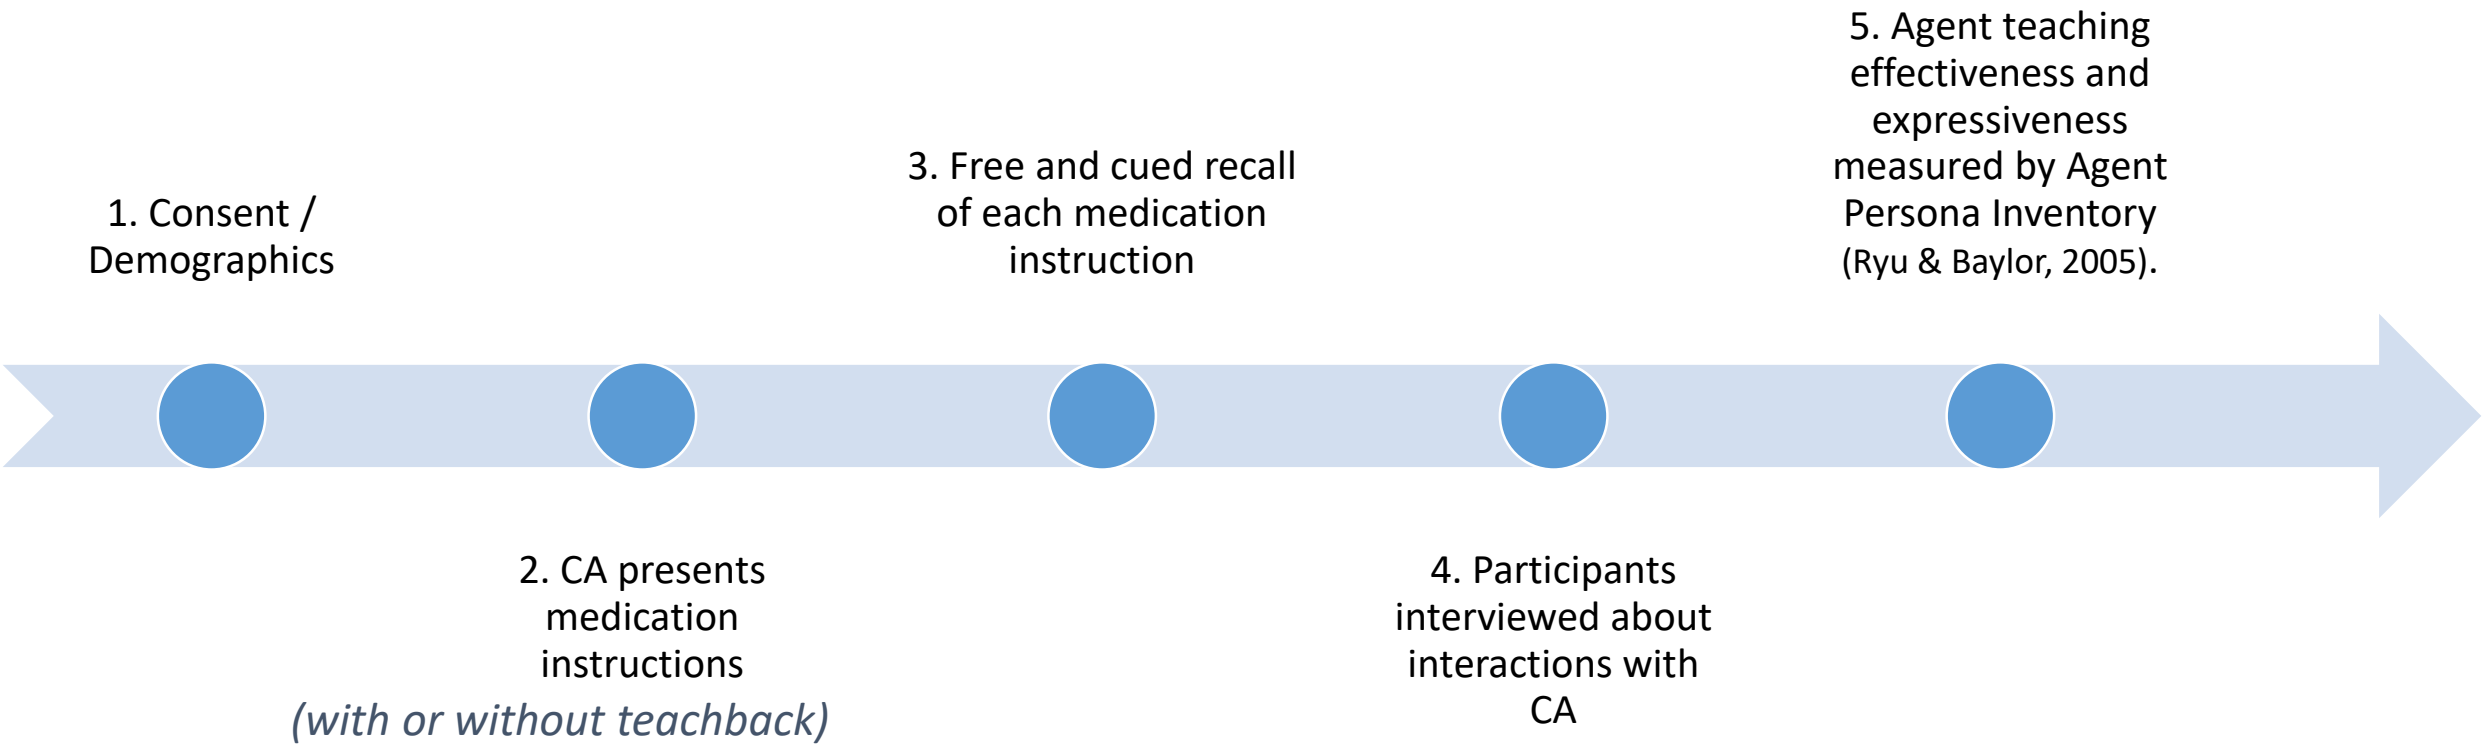 1. Consent /
Demographics
2. CA presents
medication
instructions
(with or without teachback)
3. Free and cued recall
of each medication
instruction
4. Participants
interviewed about
interactions with
CA
5. Agent teaching
effectiveness and
expressiveness
measured by Agent
Persona Inventory
(Ryu & Baylor, 2005).